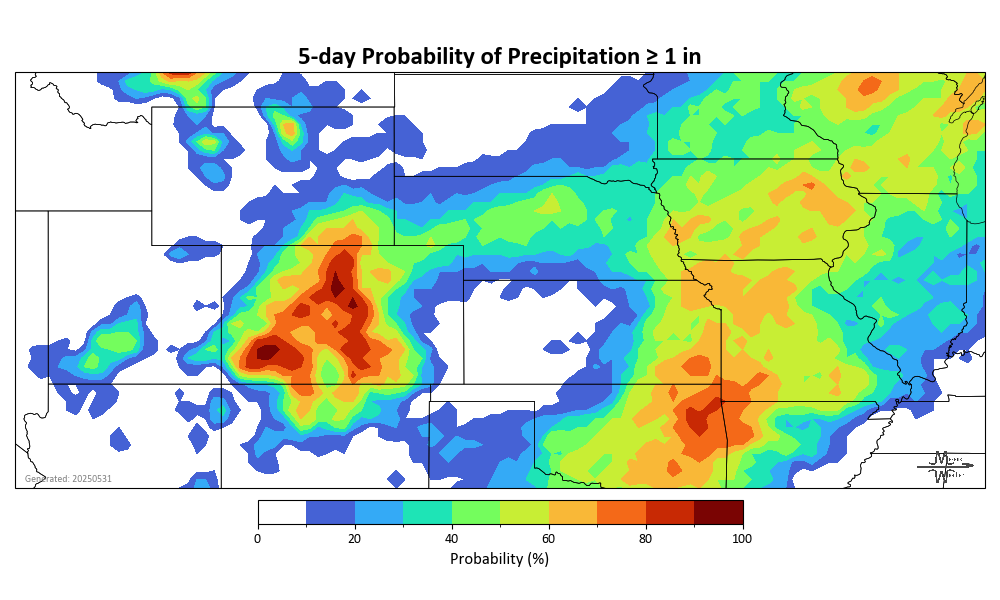 5-day Probability of Precipitation ≥ 1 in
Generated: 20250531
0 20 40 60 80 100
Probability (%)